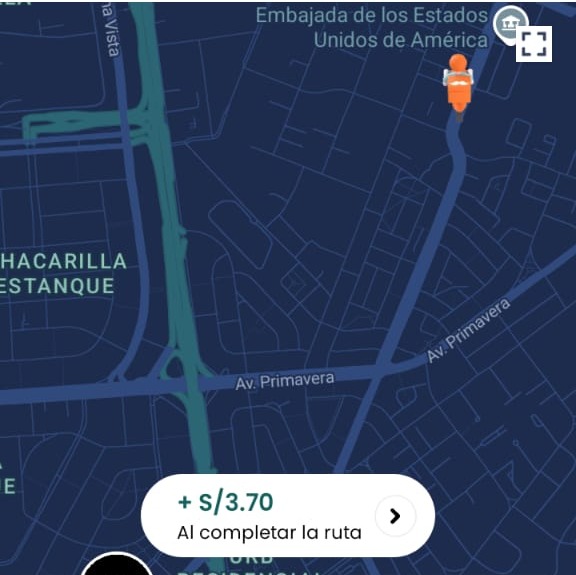 Embajada de los Estados
Unidos de América
na Vista
HACARILLA
ESTANQUE
Av. Primavera
Av. Primavera
+ S/3.70
Al completar la ruta
URB
RESIDENCIAL